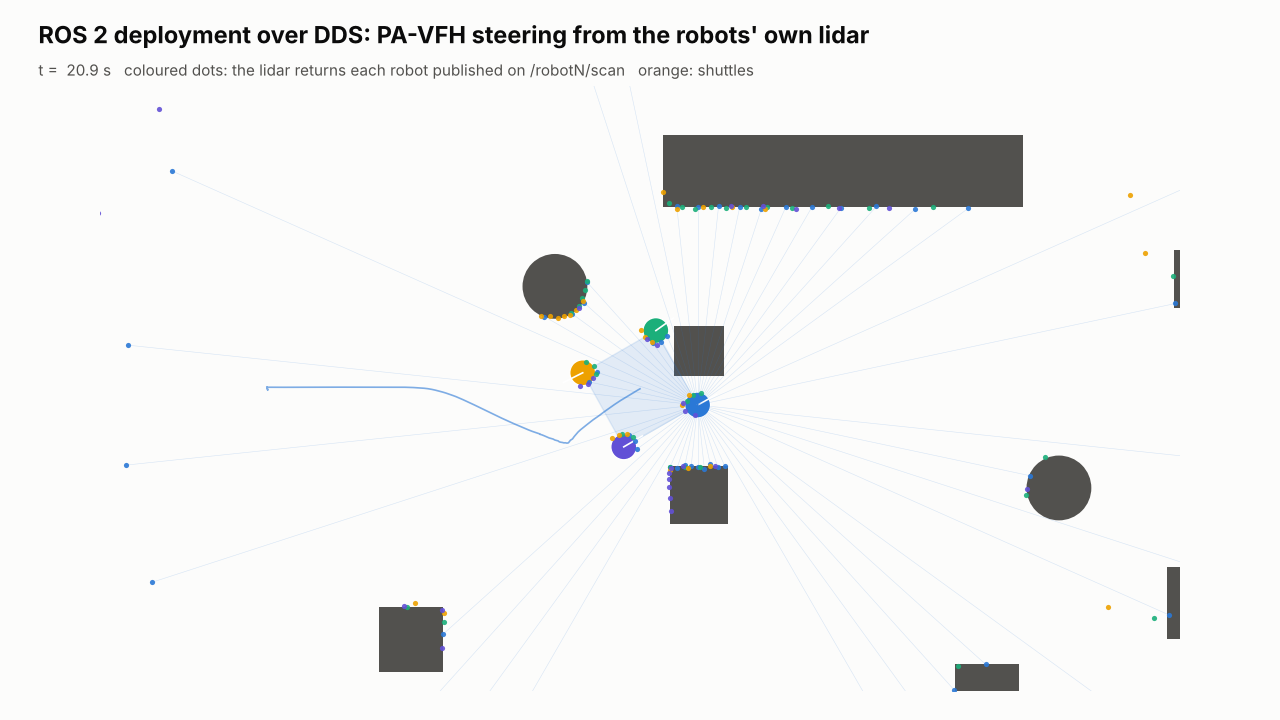 ROS 2 deployment over DDS: PA-VFH steering from the robots' own lidar
t = 20.9 s coloured dots: the lidar returns each robot published on /robotN/scan orange: shuttles